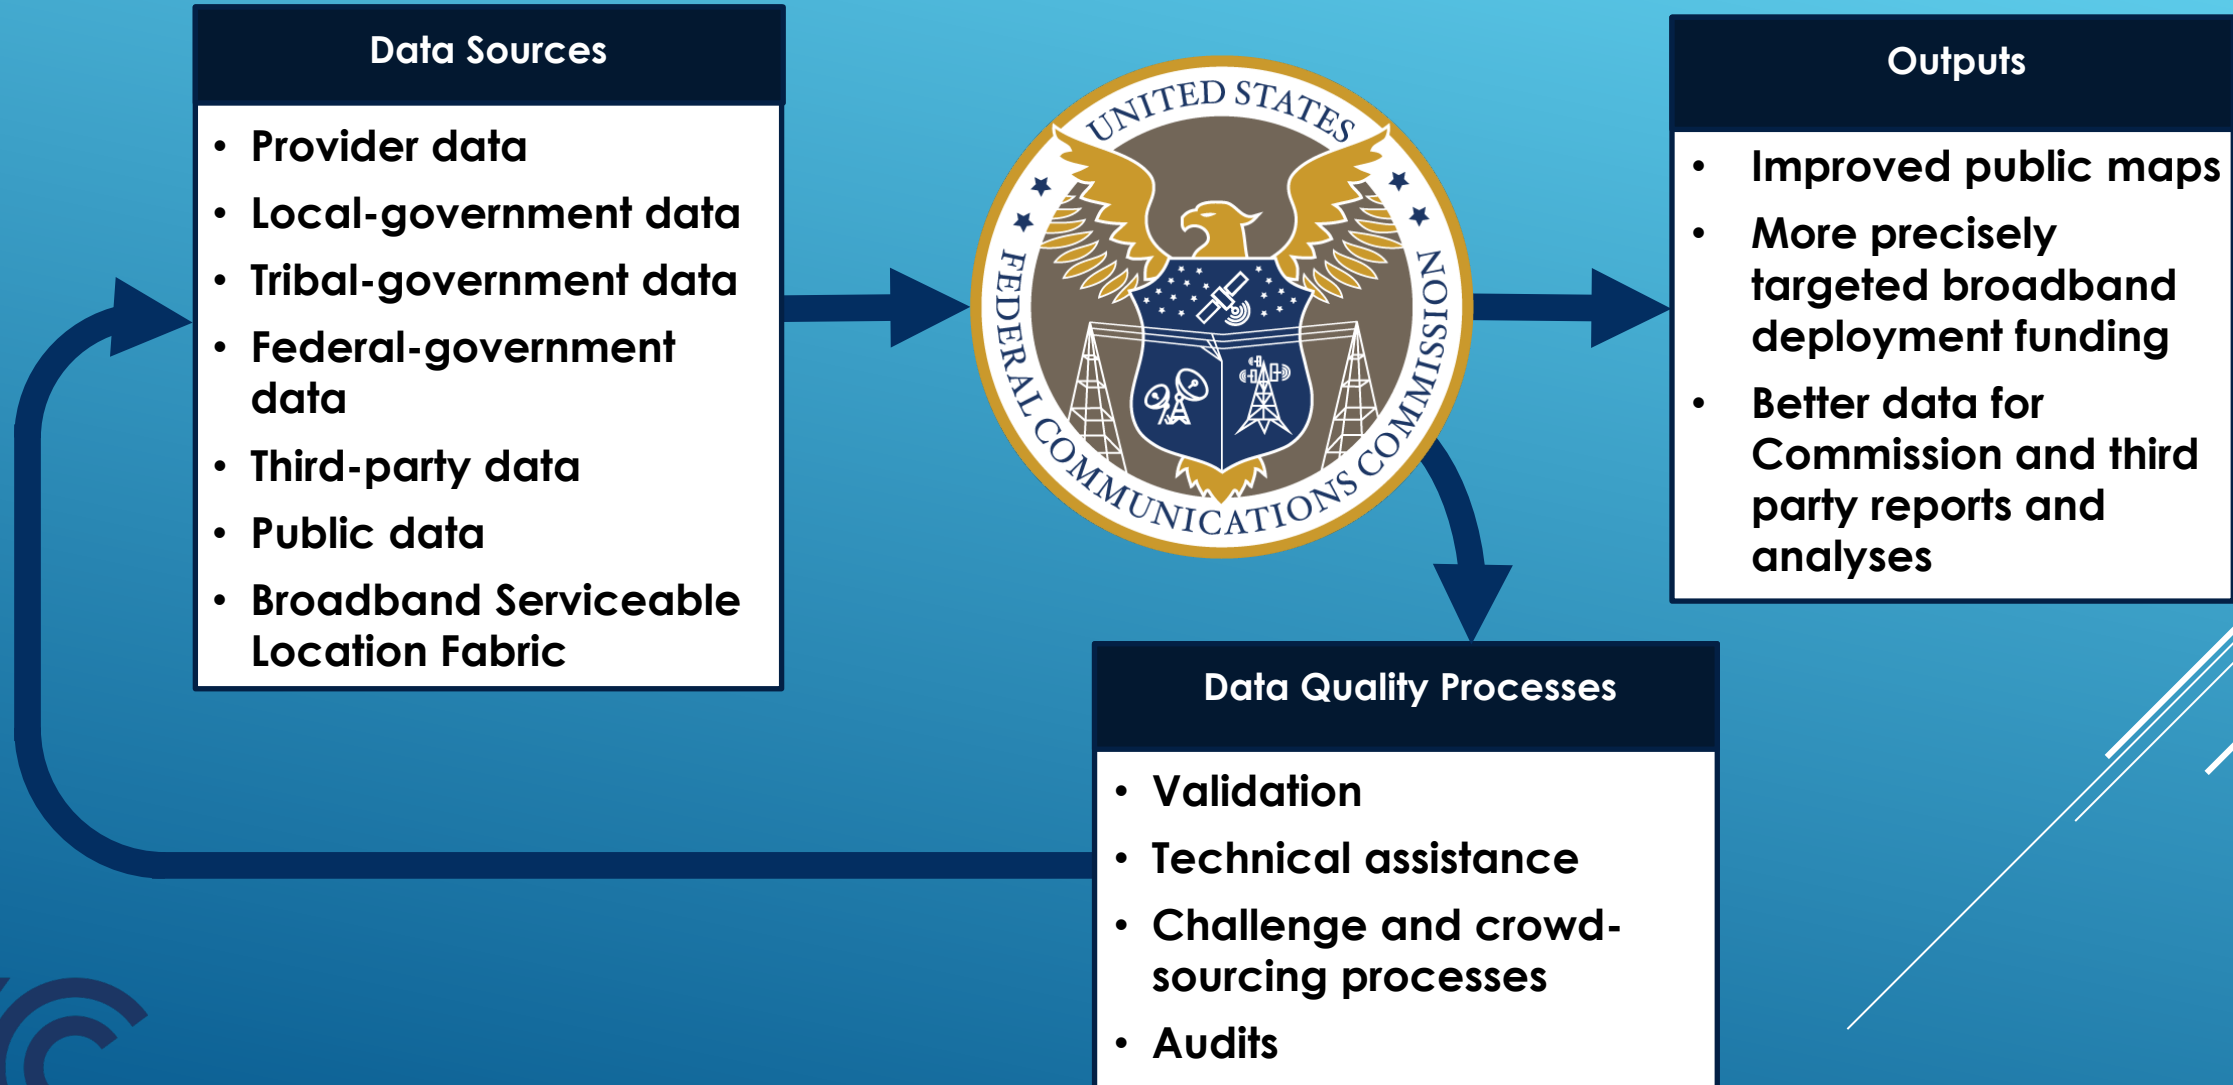 Data Sources
• Provider data
• Local-government data
• Tribal-government data
• Federal-government
data
• Third-party data
• Public data
• Broadband Serviceable
Location Fabric
UNITED STATES
FEDERAL COMMUNICATIONS COMMISSION
Outputs
• Improved public maps
• More precisely
targeted broadband
deployment funding
• Better data for
Commission and third
party reports and
analyses
Data Quality Processes
• Validation
• Technical assistance
• Challenge and crowd-
sourcing processes
• Audits